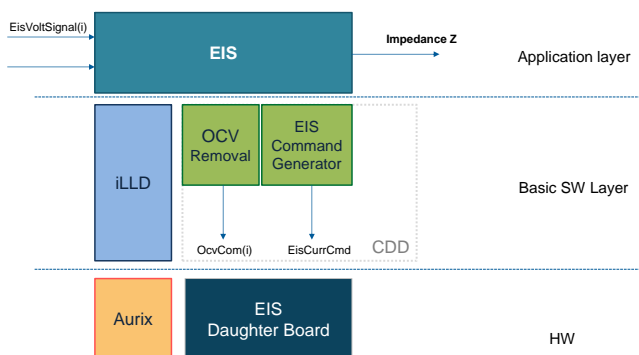 EisVoltSignal(i)
EIS
Impedance Z
Application layer
iLLD
OCV
Removal
EIS
Command
Generator
Basic SW Layer
OcvCom(i)
EisCurrCmd
CDD
Aurix
EIS
Daughter Board
HW